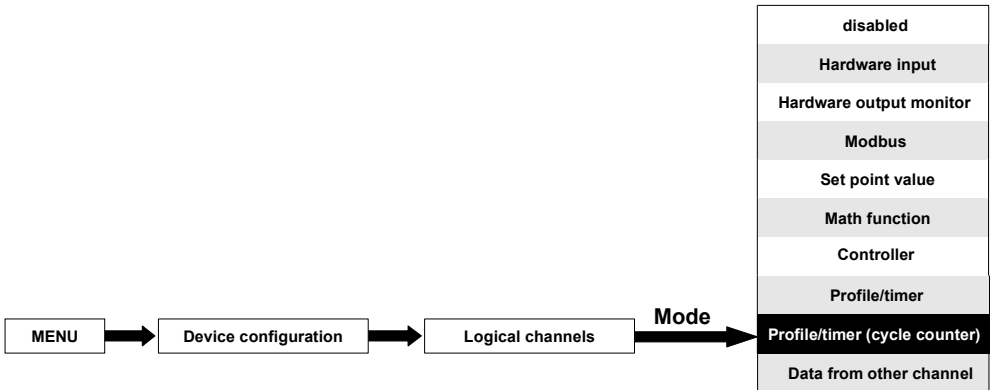 disabled
Hardware input
Hardware output monitor
Modbus
Set point value
Math function
Controller
Profile/timer
MENU
Device configuration
Logical channels
Mode
Profile/timer (cycle counter)
Data from other channel